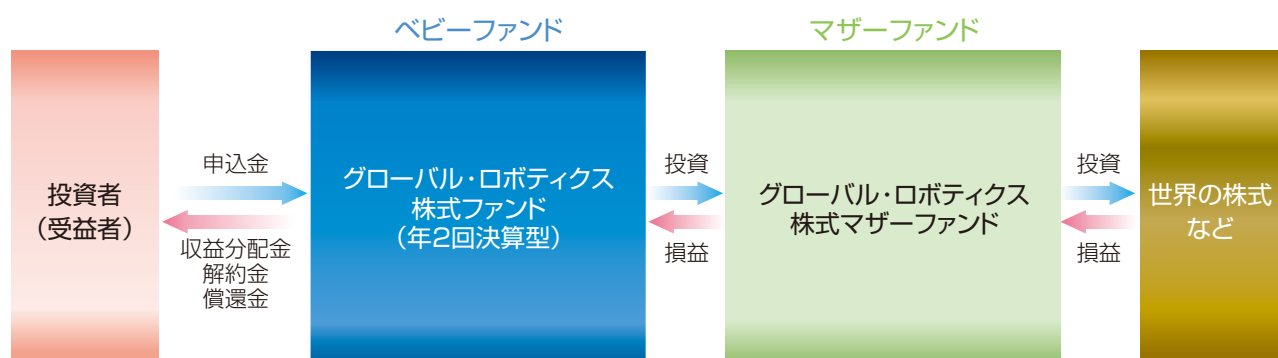 ベビーファンド
マザーファンド
投資者
（受益者）
申込金
収益分配金
解約金
償還金
グローバル・ロボティクス
株式ファンド
（年2回決算型）
投資
損益
グローバル・ロボティクス
株式マザーファンド
投資
損益
世界の株式
など